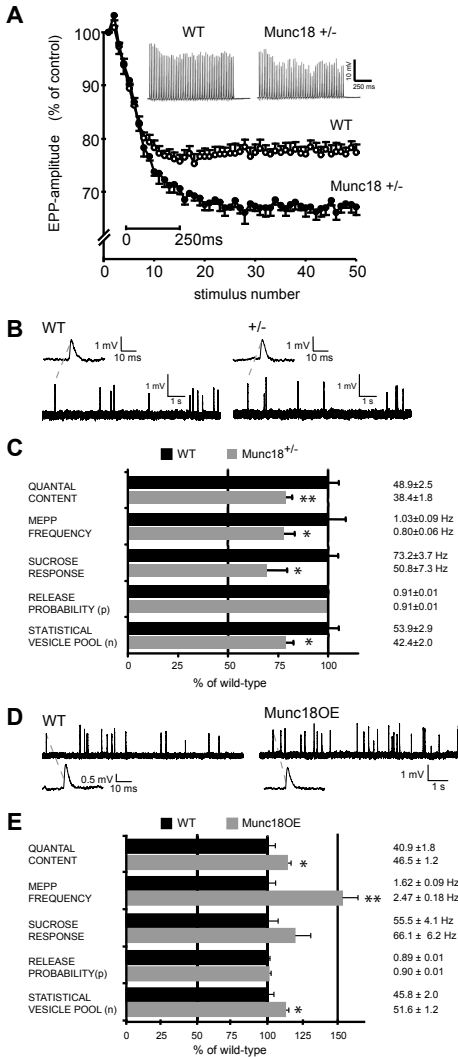 A
EPP-amplitude (% of control)
100
90
80
70
WT
Munc18 +/-
10 mV
250 ms
WT
Munc18 +/-
0 250ms
0 10 20 30 40 50
stimulus number
B
WT
1 mV
10 ms
1 mV
1 s
+/-
1 mV
10 ms
1 mV
1 s
C
WT Munc18+/-
QUANTAL
CONTENT
**
48.9±2.5
38.4±1.8
MEPP
FREQUENCY
*
1.03±0.09 Hz
0.80±0.06 Hz
SUCROSE
RESPONSE
*
73.2±3.7 Hz
50.8±7.3 Hz
RELEASE
PROBABILITY (p)
0.91±0.01
0.91±0.01
STATISTICAL
VESICLE POOL (n)
*
53.9±2.9
42.4±2.0
0 25 50 75 100
% of wild-type
D
WT
0.5 mV
10 ms
Munc18OE
1 mV
1 s
E
WT Munc18OE
QUANTAL
CONTENT
*
40.9 ±1.8
46.5 ± 1.2
MEPP
FREQUENCY
**
1.62 ± 0.09 Hz
2.47 ± 0.18 Hz
SUCROSE
RESPONSE
55.5 ± 4.1 Hz
66.1 ± 6.2 Hz
RELEASE
PROBABILITY(p)
0.89 ± 0.01
0.90 ± 0.01
STATISTICAL
VESICLE POOL (n)
*
45.8 ± 2.0
51.6 ± 1.2
0 25 50 75 100 150
% of wild-type